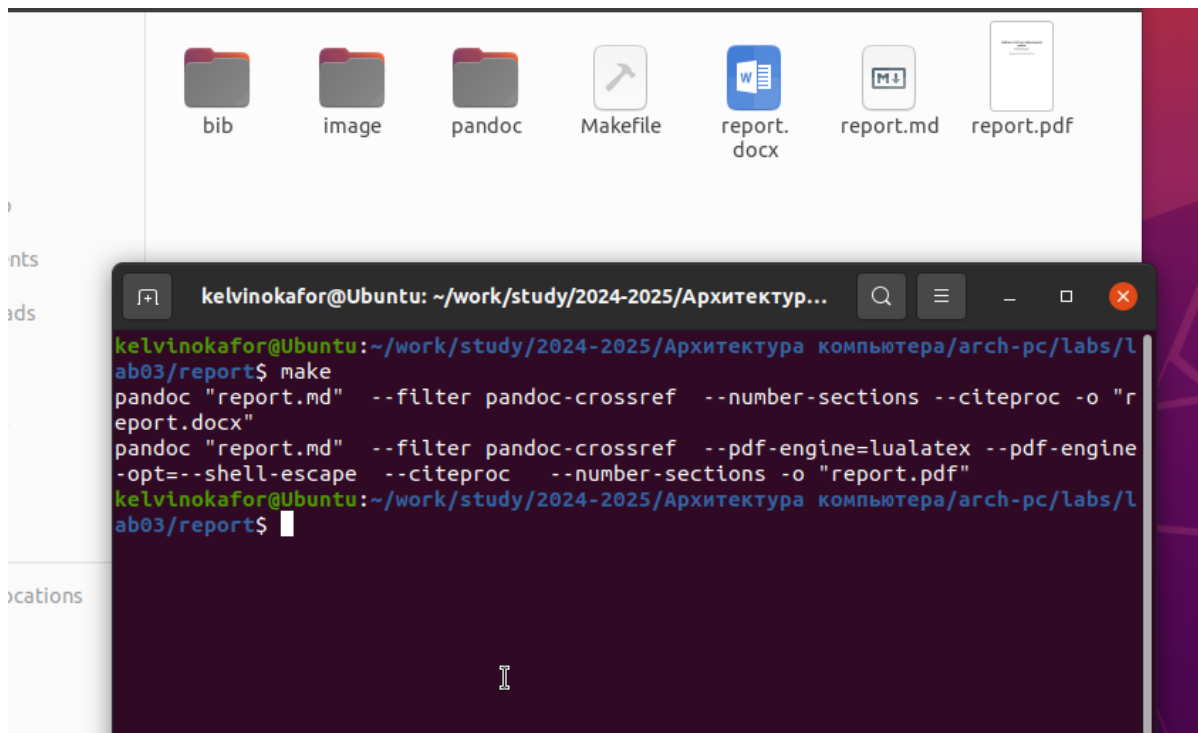 bib
image
pandoc
Makefile
report.
docx
report.md
report.pdf
nts
ads
ocations
kelvinokafor@Ubuntu: ~/work/study/2024-2025/Архитектур...
kelvinokafor@Ubuntu:~/work/study/2024-2025/Архитектура компьютера/arch-pc/labs/l
ab03/report$ make
pandoc "report.md"  --filter pandoc-crossref  --number-sections --citeproc -o "r
eport.docx"
pandoc "report.md"  --filter pandoc-crossref  --pdf-engine=lualatex --pdf-engine
-opt=--shell-escape  --citeproc   --number-sections -o "report.pdf"
kelvinokafor@Ubuntu:~/work/study/2024-2025/Архитектура компьютера/arch-pc/labs/l
ab03/report$